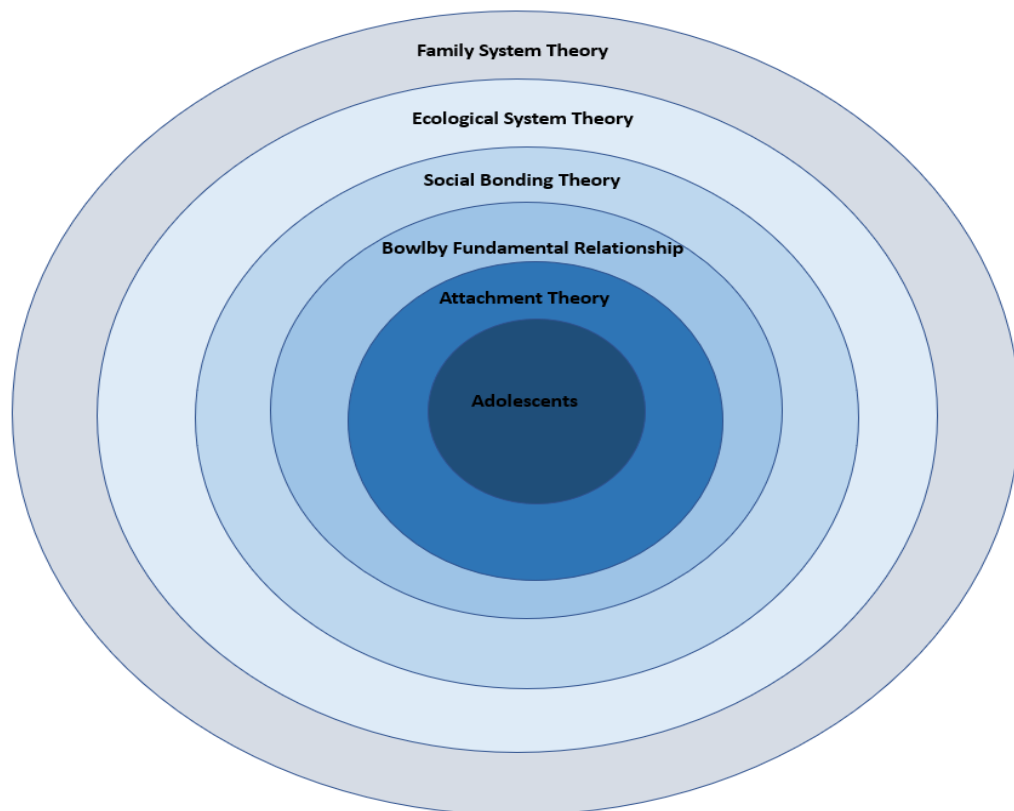 Family System Theory
Ecological System Theory
Social Bonding Theory
Bowlby Fundamental Relationship
Attachment Theory
Adolescents